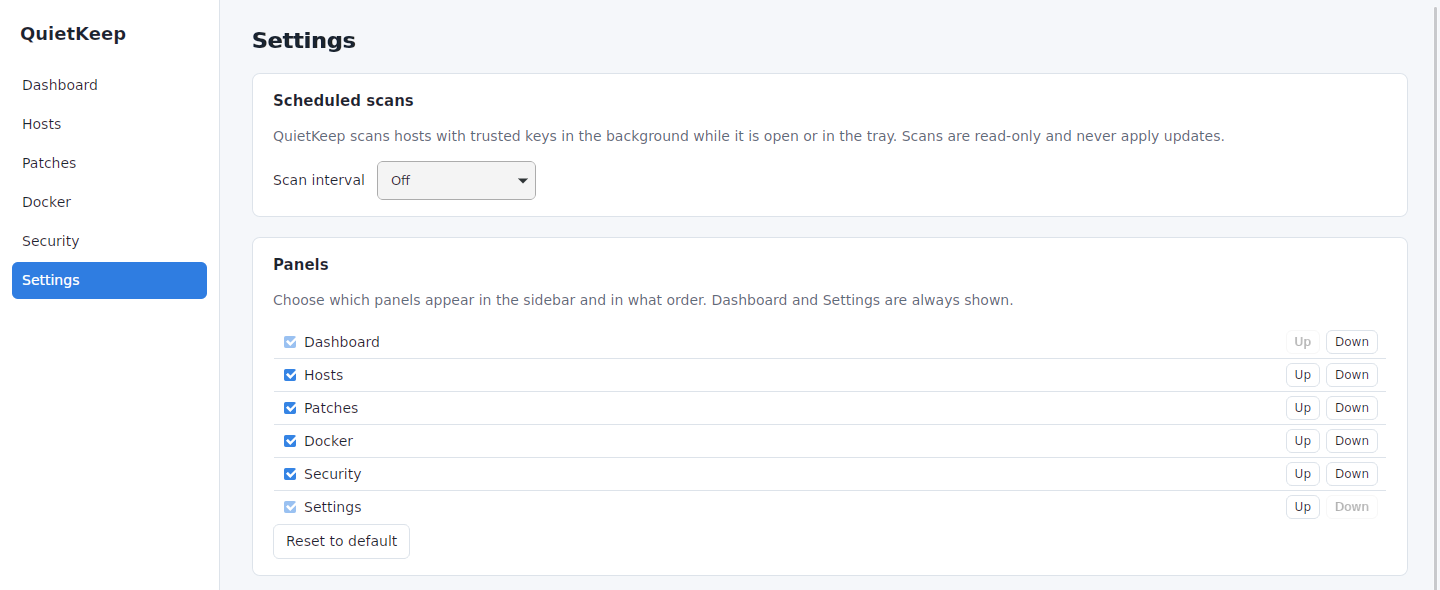 QuietKeep
Dashboard
Hosts
Patches
Docker
Security
Settings
Settings
Scheduled scans
QuietKeep scans hosts with trusted keys in the background while it is open or in the tray. Scans are read-only and never apply updates.
Scan interval Off
Panels
Choose which panels appear in the sidebar and in what order. Dashboard and Settings are always shown.
Dashboard Up Down
Hosts Up Down
Patches Up Down
Docker Up Down
Security Up Down
Settings Up Down
Reset to default